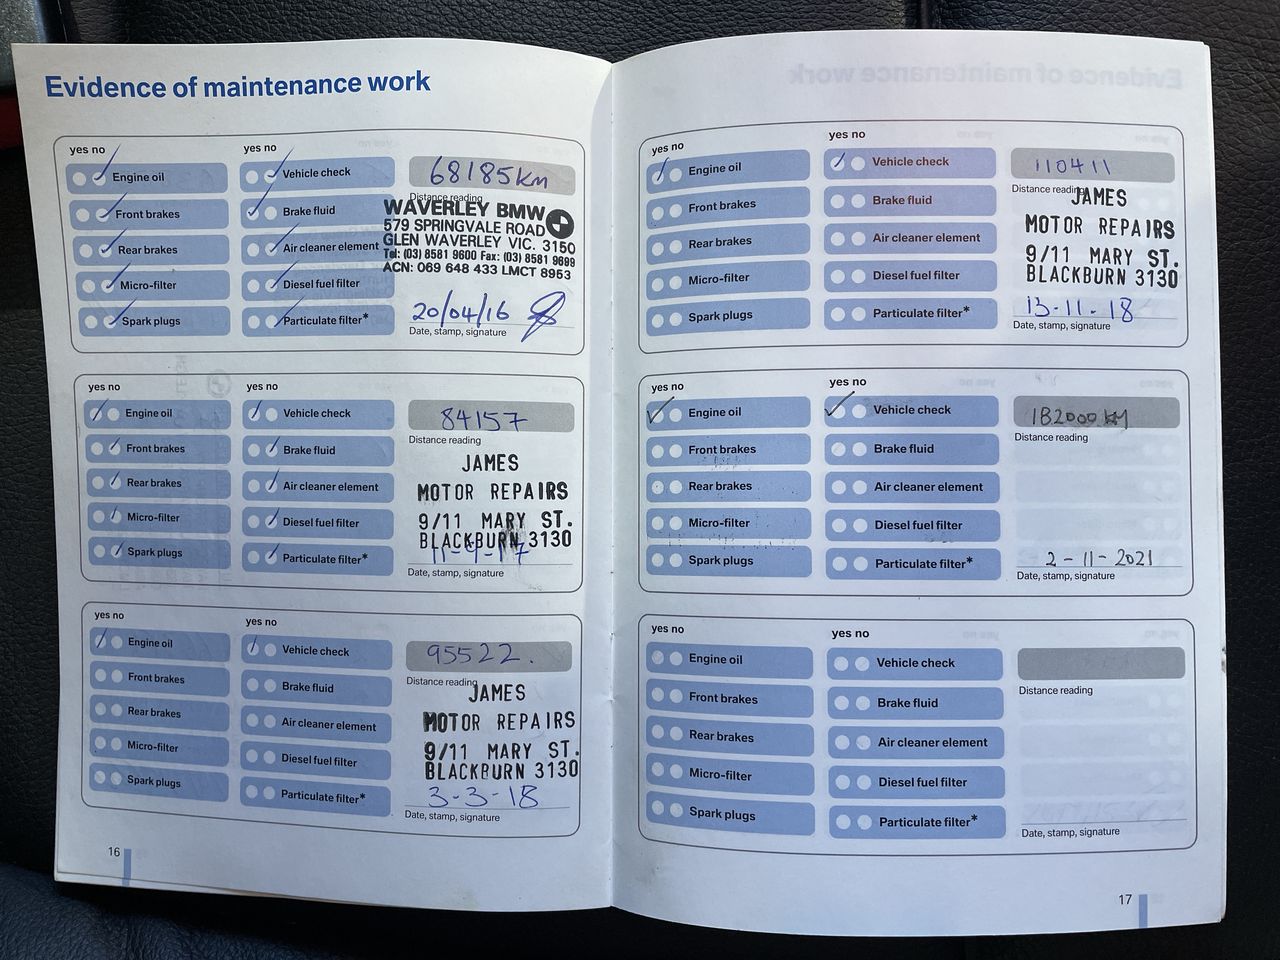 Evidence of maintenance work
yes no
Engine oil
Front brakes
Rear brakes
Micro-filter
Spark plugs
yes no
Vehicle check
Brake fluid
Air cleaner element
Diesel fuel filter
Particulate filter*
68185km
Distance reading
WAVERLEY BMW
579 SPRINGVALE ROAD
GLEN WAVERLEY VIC. 3150
Tel: (03) 8581 9600 Fax: (03) 8581 9699
ACN: 069 648 433 LMCT 8953
20/04/16
Date, stamp, signature
yes no
Engine oil
Front brakes
Rear brakes
Micro-filter
Spark plugs
yes no
Vehicle check
Brake fluid
Air cleaner element
Diesel fuel filter
Particulate filter*
84157
Distance reading
JAMES
MOTOR REPAIRS
9/11 MARY ST.
BLACKBURN 3130
11-9-17
Date, stamp, signature
yes no
Engine oil
Front brakes
Rear brakes
Micro-filter
Spark plugs
yes no
Vehicle check
Brake fluid
Air cleaner element
Diesel fuel filter
Particulate filter*
95522.
Distance reading
JAMES
MOTOR REPAIRS
9/11 MARY ST.
BLACKBURN 3130
3-3-18
Date, stamp, signature
16
yes no
Engine oil
Front brakes
Rear brakes
Micro-filter
Spark plugs
yes no
Vehicle check
Brake fluid
Air cleaner element
Diesel fuel filter
Particulate filter*
110411
Distance reading
JAMES
MOTOR REPAIRS
9/11 MARY ST.
BLACKBURN 3130
13-11-18
Date, stamp, signature
yes no
Engine oil
Front brakes
Rear brakes
Micro-filter
Spark plugs
yes no
Vehicle check
Brake fluid
Air cleaner element
Diesel fuel filter
Particulate filter*
182000 KM
Distance reading
2-11-2021
Date, stamp, signature
yes no
Engine oil
Front brakes
Rear brakes
Micro-filter
Spark plugs
yes no
Vehicle check
Brake fluid
Air cleaner element
Diesel fuel filter
Particulate filter*
Distance reading
Date, stamp, signature
17